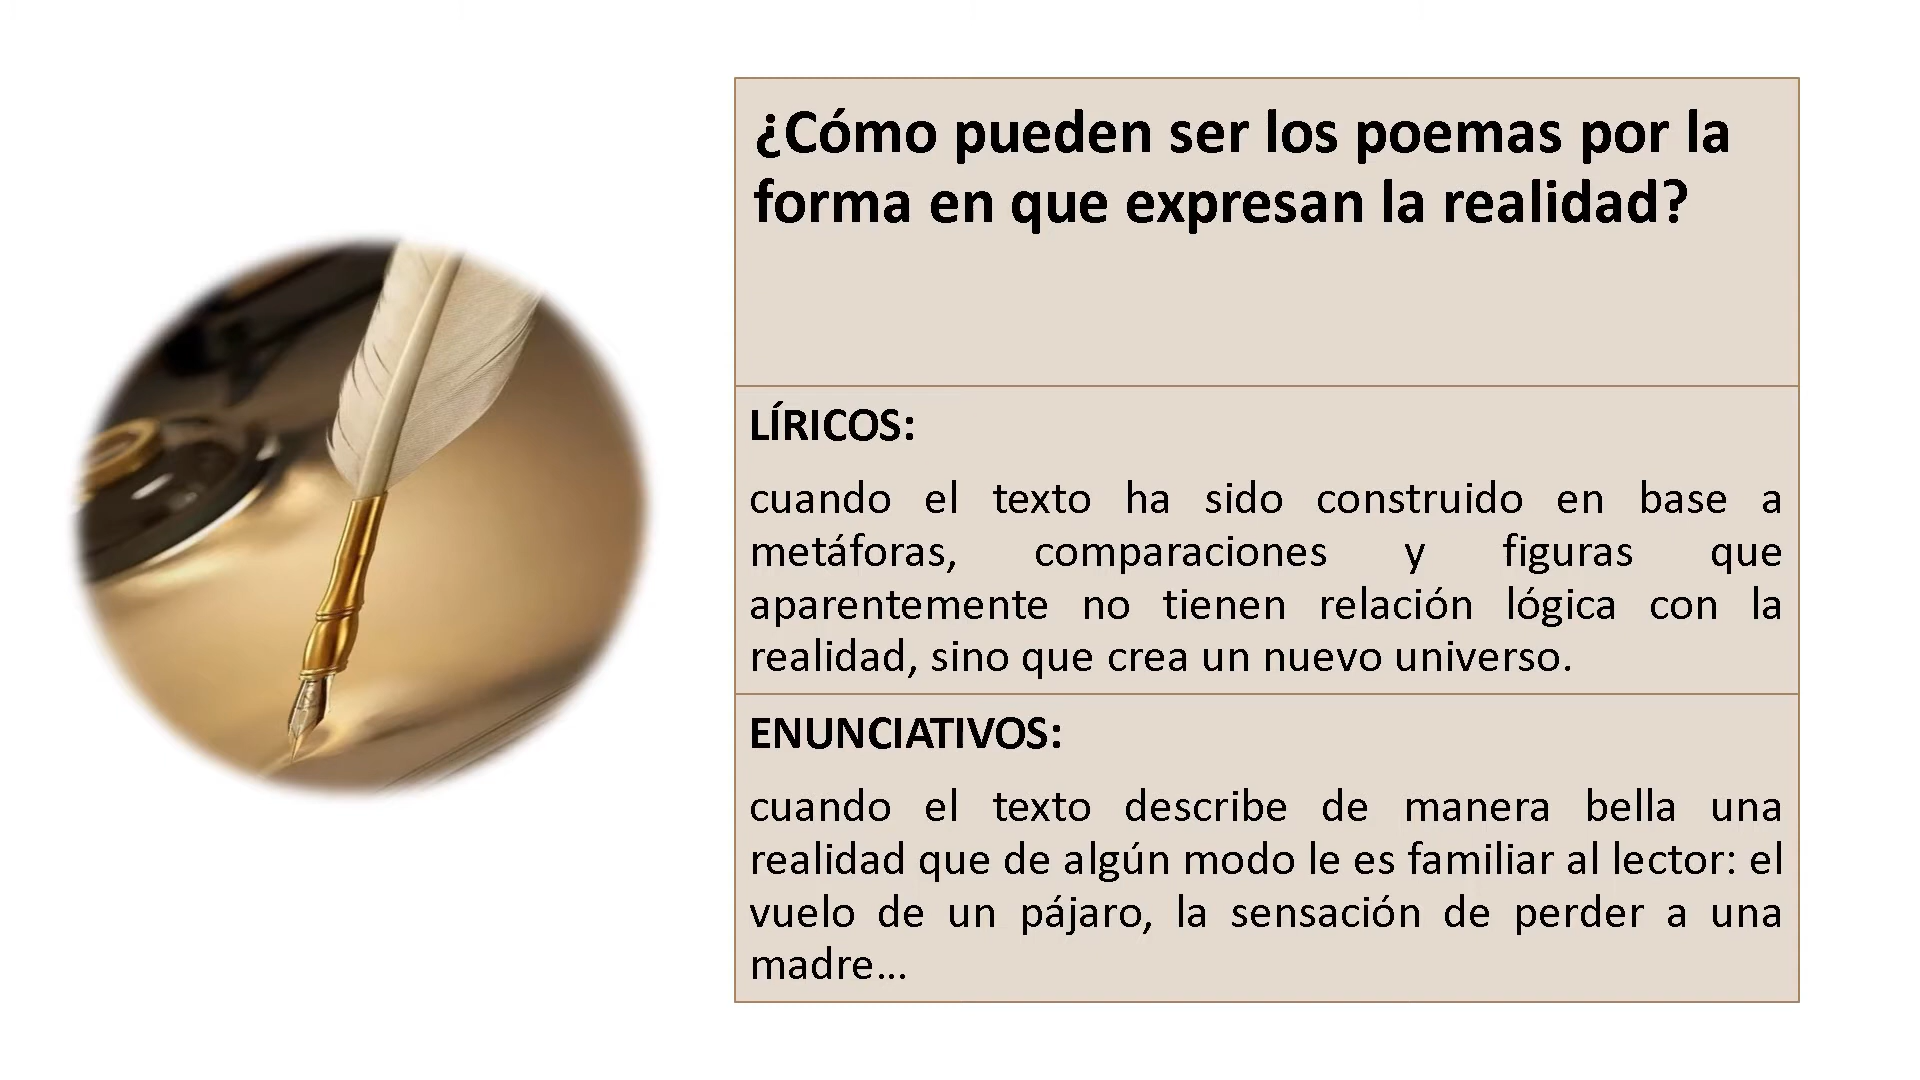 ¿Cómo pueden ser los poemas por la
forma en que expresan la realidad?
LÍRICOS:
cuando el texto ha sido construido en base a
metáforas, comparaciones y figuras que
aparentemente no tienen relación lógica con la
realidad, sino que crea un nuevo universo.
ENUNCIATIVOS:
cuando el texto describe de manera bella una
realidad que de algún modo le es familiar al lector: el
vuelo de un pájaro, la sensación de perder a una
madre…